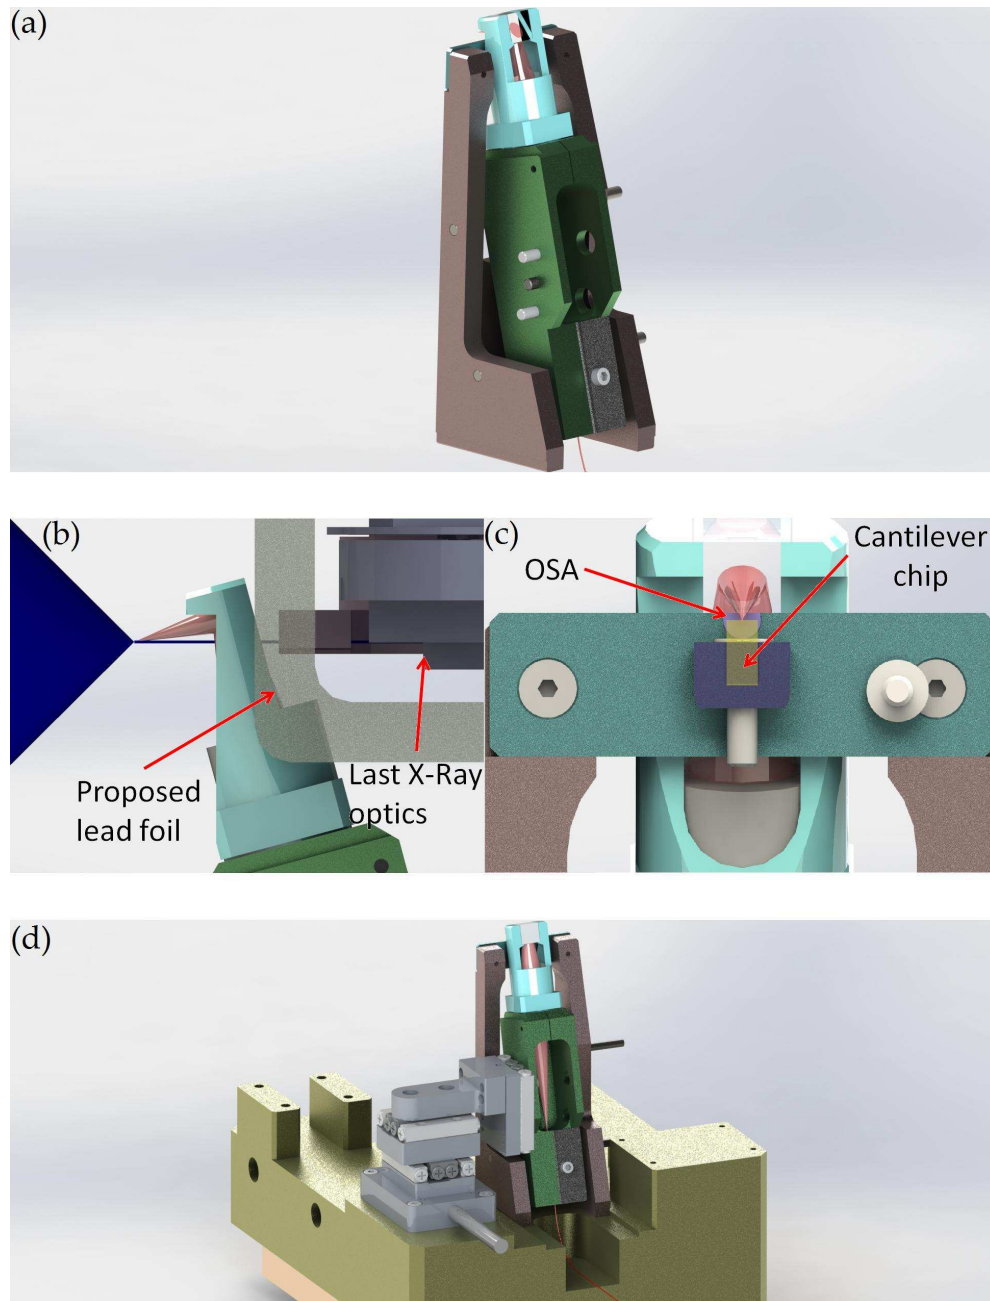 (a)
(b)
Proposed
lead foil
Last X-Ray
optics
(c)
OSA
Cantilever
chip
(d)